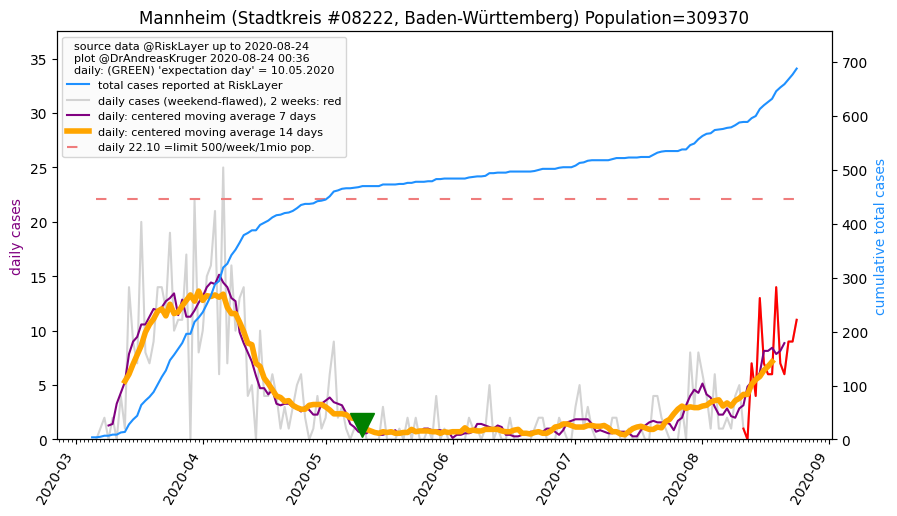 Mannheim (Stadtkreis #08222, Baden-Württemberg) Population=309370
source data @RiskLayer up to 2020-08-24
plot @DrAndreasKruger 2020-08-24 00:36
daily: (GREEN) 'expectation day' = 10.05.2020
total cases reported at RiskLayer
daily cases (weekend-flawed), 2 weeks: red
daily: centered moving average 7 days
daily: centered moving average 14 days
daily 22.10 =limit 500/week/1mio pop.
daily cases
35
30
25
20
15
10
5
0
700
600
500
400
300
200
100
0
cumulative total cases
2020-03
2020-04
2020-05
2020-06
2020-07
2020-08
2020-09